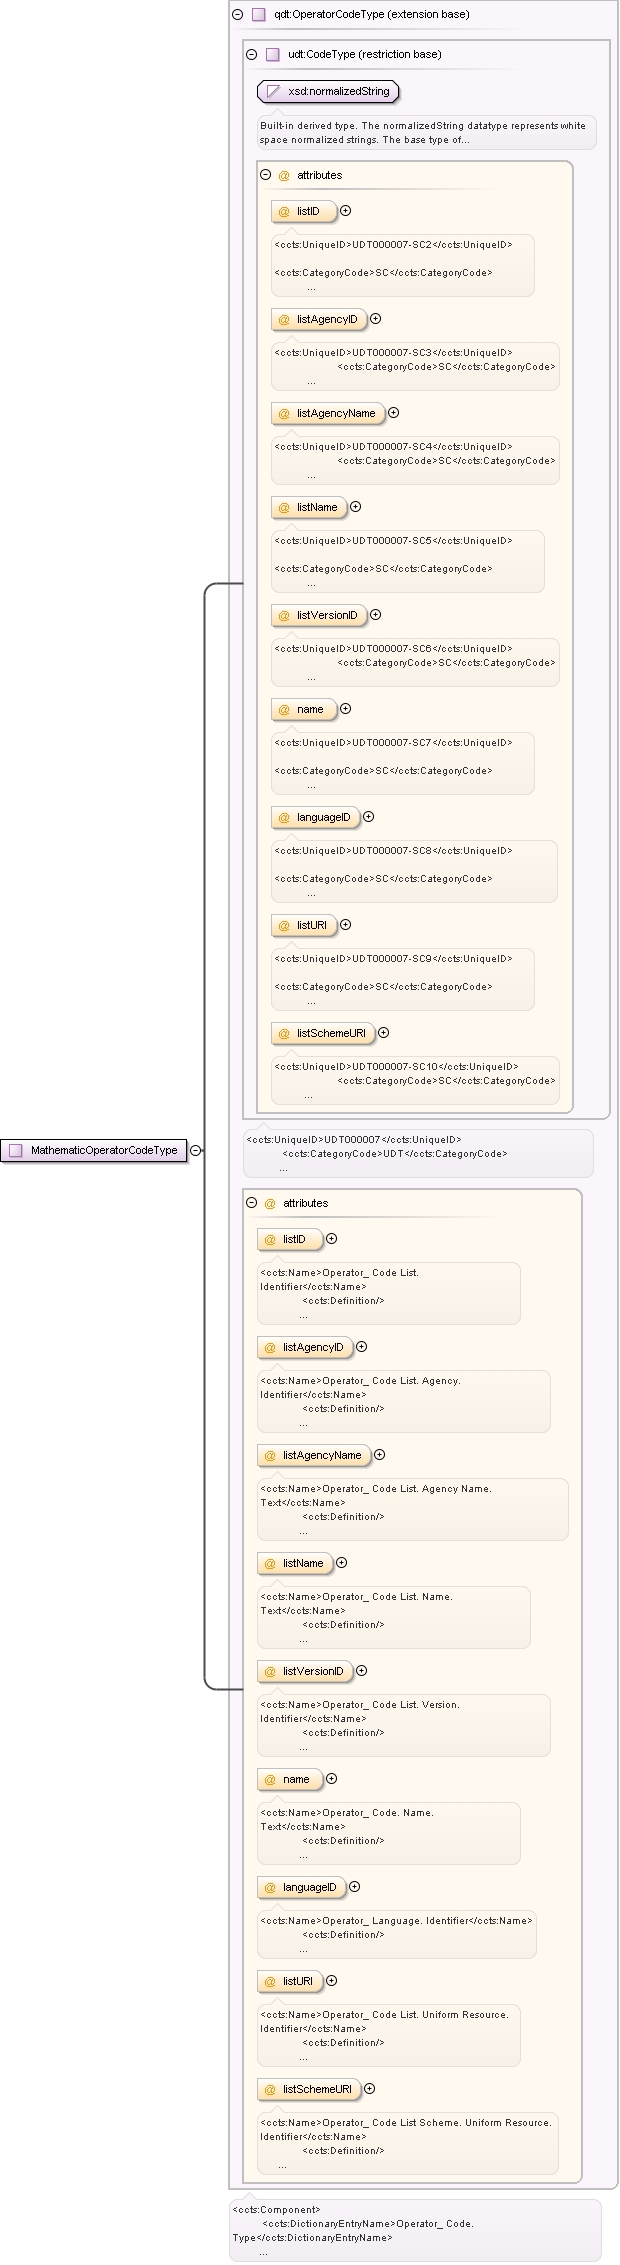 qdt:OperatorCodeType (extension base)
udt:CodeType (restriction base)
xsd:normalizedString
Built-in derived type. The normalizedString datatype represents white
space normalized strings. The base type of...
@ attributes
@ listID
<ccts:UniqueID>UDT000007-SC2</ccts:UniqueID>
<ccts:CategoryCode>SC</ccts:CategoryCode>
...
@ listAgencyID
<ccts:UniqueID>UDT000007-SC3</ccts:UniqueID>
<ccts:CategoryCode>SC</ccts:CategoryCode>
...
@ listAgencyName
<ccts:UniqueID>UDT000007-SC4</ccts:UniqueID>
<ccts:CategoryCode>SC</ccts:CategoryCode>
...
@ listName
<ccts:UniqueID>UDT000007-SC5</ccts:UniqueID>
<ccts:CategoryCode>SC</ccts:CategoryCode>
...
@ listVersionID
<ccts:UniqueID>UDT000007-SC6</ccts:UniqueID>
<ccts:CategoryCode>SC</ccts:CategoryCode>
...
@ name
<ccts:UniqueID>UDT000007-SC7</ccts:UniqueID>
<ccts:CategoryCode>SC</ccts:CategoryCode>
...
@ languageID
<ccts:UniqueID>UDT000007-SC8</ccts:UniqueID>
<ccts:CategoryCode>SC</ccts:CategoryCode>
...
@ listURI
<ccts:UniqueID>UDT000007-SC9</ccts:UniqueID>
<ccts:CategoryCode>SC</ccts:CategoryCode>
...
@ listSchemeURI
<ccts:UniqueID>UDT000007-SC10</ccts:UniqueID>
<ccts:CategoryCode>SC</ccts:CategoryCode>
...
MathematicOperatorCodeType
<ccts:UniqueID>UDT000007</ccts:UniqueID>
<ccts:CategoryCode>UDT</ccts:CategoryCode>
...
@ attributes
@ listID
<ccts:Name>Operator_ Code List.
Identifier</ccts:Name>
<ccts:Definition/>
...
@ listAgencyID
<ccts:Name>Operator_ Code List. Agency.
Identifier</ccts:Name>
<ccts:Definition/>
...
@ listAgencyName
<ccts:Name>Operator_ Code List. Agency Name.
Text</ccts:Name>
<ccts:Definition/>
...
@ listName
<ccts:Name>Operator_ Code List. Name.
Text</ccts:Name>
<ccts:Definition/>
...
@ listVersionID
<ccts:Name>Operator_ Code List. Version.
Identifier</ccts:Name>
<ccts:Definition/>
...
@ name
<ccts:Name>Operator_ Code. Name.
Text</ccts:Name>
<ccts:Definition/>
...
@ languageID
<ccts:Name>Operator_ Language. Identifier</ccts:Name>
<ccts:Definition/>
...
@ listURI
<ccts:Name>Operator_ Code List. Uniform Resource.
Identifier</ccts:Name>
<ccts:Definition/>
...
@ listSchemeURI
<ccts:Name>Operator_ Code List Scheme. Uniform Resource.
Identifier</ccts:Name>
<ccts:Definition/>
...
<ccts:Component>
<ccts:DictionaryEntryName>Operator_ Code.
Type</ccts:DictionaryEntryName>
...